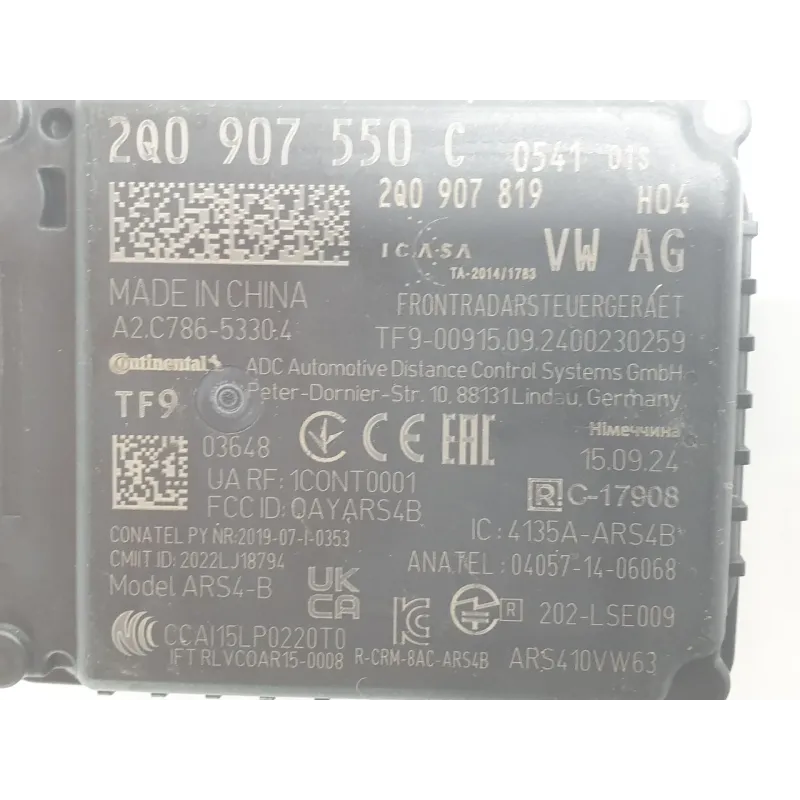 2Q0 907 550 C 0541 D1S
2Q0 907 819 H04
ICASA
TA-2014/1783
VW AG
MADE IN CHINA
FRONTRADARSTEUERGERAET
A2.C786-5330.4
TF9-00915.09.2400230259
Continental
ADC Automotive Distance Control Systems GmbH
Peter-Dornier-Str. 10, 88131 Lindau, Germany
TF9
Німеччина
03648
CE EAC
15.09.24
UA RF: 1CONT0001
R C-17908
FCC ID: OAYARS4B
IC: 4135A-ARS4B
CONATEL PY NR: 2019-07-I-0353
CMIIT ID: 2022LJ18794
ANATEL: 04057-14-06068
Model ARS4-B
UK CA
R 202-LSE009
CCAI15LP0220T0
IFT RLVCOAR15-0008
R-CRM-8AC-ARS4B
ARS410VW63